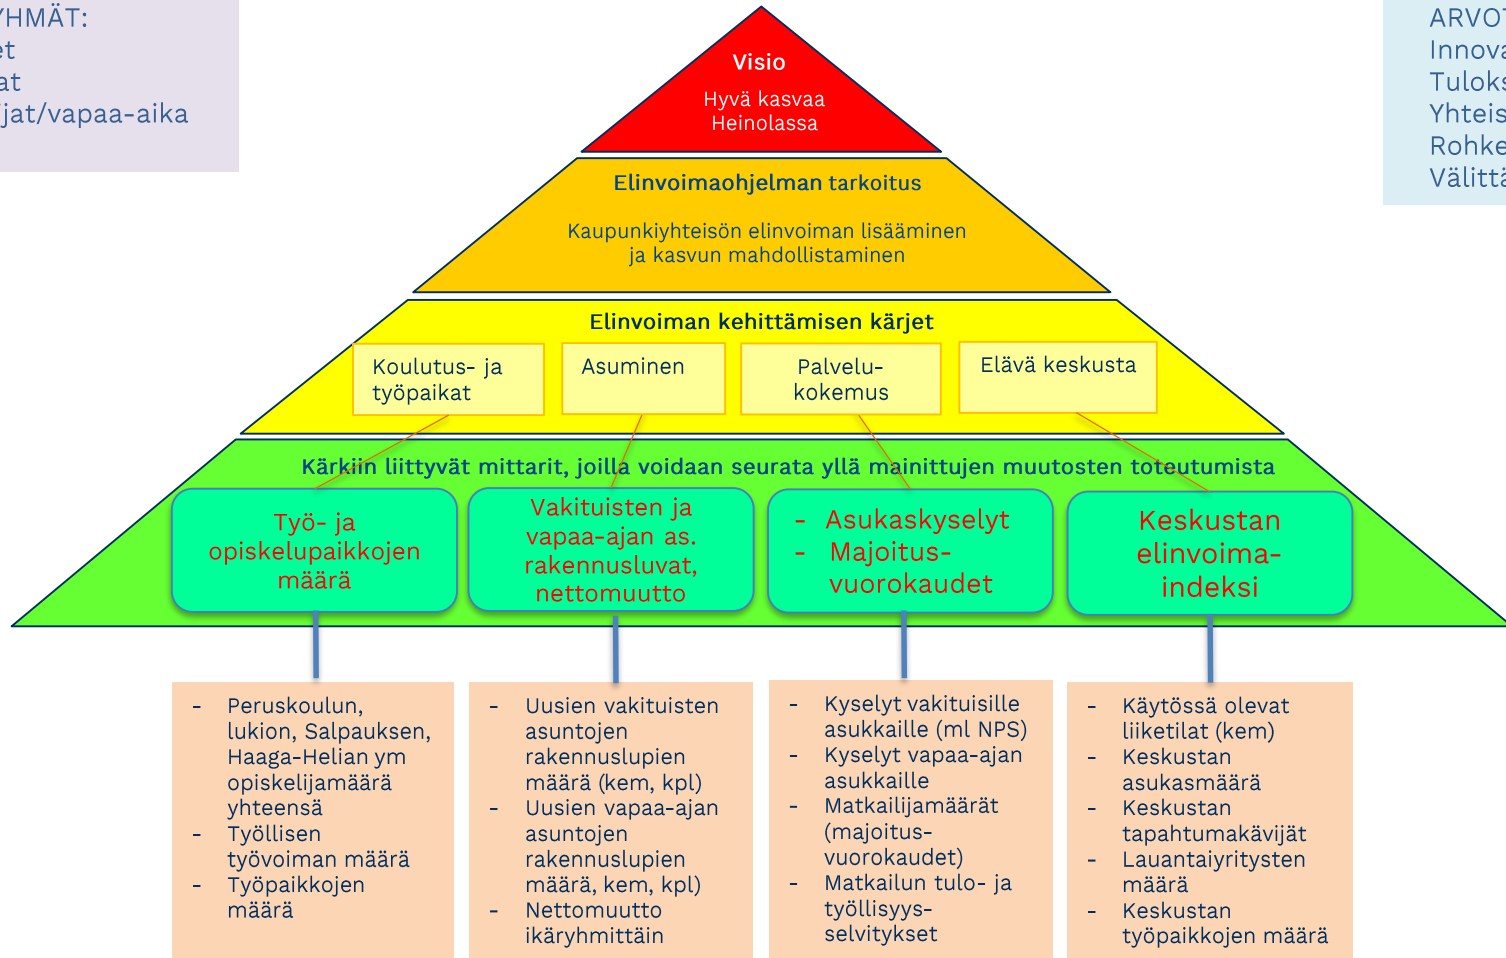 YHMÄT:
jat/vapaa-aika
Visio
Hyvä kasvaa
Heinolassa
Elinvoimaohjelman tarkoitus
Kaupunkiyhteisön elinvoiman lisääminen
ja kasvun mahdollistaminen
Elinvoiman kehittämisen kärjet
Koulutus- ja
työpaikat
Asuminen
Palvelu-
kokemus
Elävä keskusta
Kärkiin liittyvät mittarit, joilla voidaan seurata yllä mainittujen muutosten toteutumista
Työ- ja
opiskelupaikkojen
määrä
Vakituisten ja
vapaa-ajan as.
rakennusluvat,
nettomuutto
- Asukaskyselyt
- Majoitus-
vuorokaudet
Keskustan
elinvoima-
indeksi
- Peruskoulun,
lukion, Salpauksen,
Haaga-Helian ym
opiskelijamäärä
yhteensä
- Työllisen
työvoiman määrä
- Työpaikkojen
määrä
- Uusien vakituisten
asuntojen
rakennuslupien
määrä (kem, kpl)
- Uusien vapaa-ajan
asuntojen
rakennuslupien
määrä, kem, kpl)
- Nettomuutto
ikäryhmittäin
- Kyselyt vakituisille
asukkaille (ml NPS)
- Kyselyt vapaa-ajan
asukkaille
- Matkailijamäärät
(majoitus-
vuorokaudet)
- Matkailun tulo- ja
työllisyys-
selvitykset
- Käytössä olevat
liiketilat (kem)
- Keskustan
asukasmäärä
- Keskustan
tapahtumakävijät
- Lauantaiyritysten
määrä
- Keskustan
työpaikkojen määrä
ARVOT
Innova
Tuloks
Yhteis
Rohke
Välittä